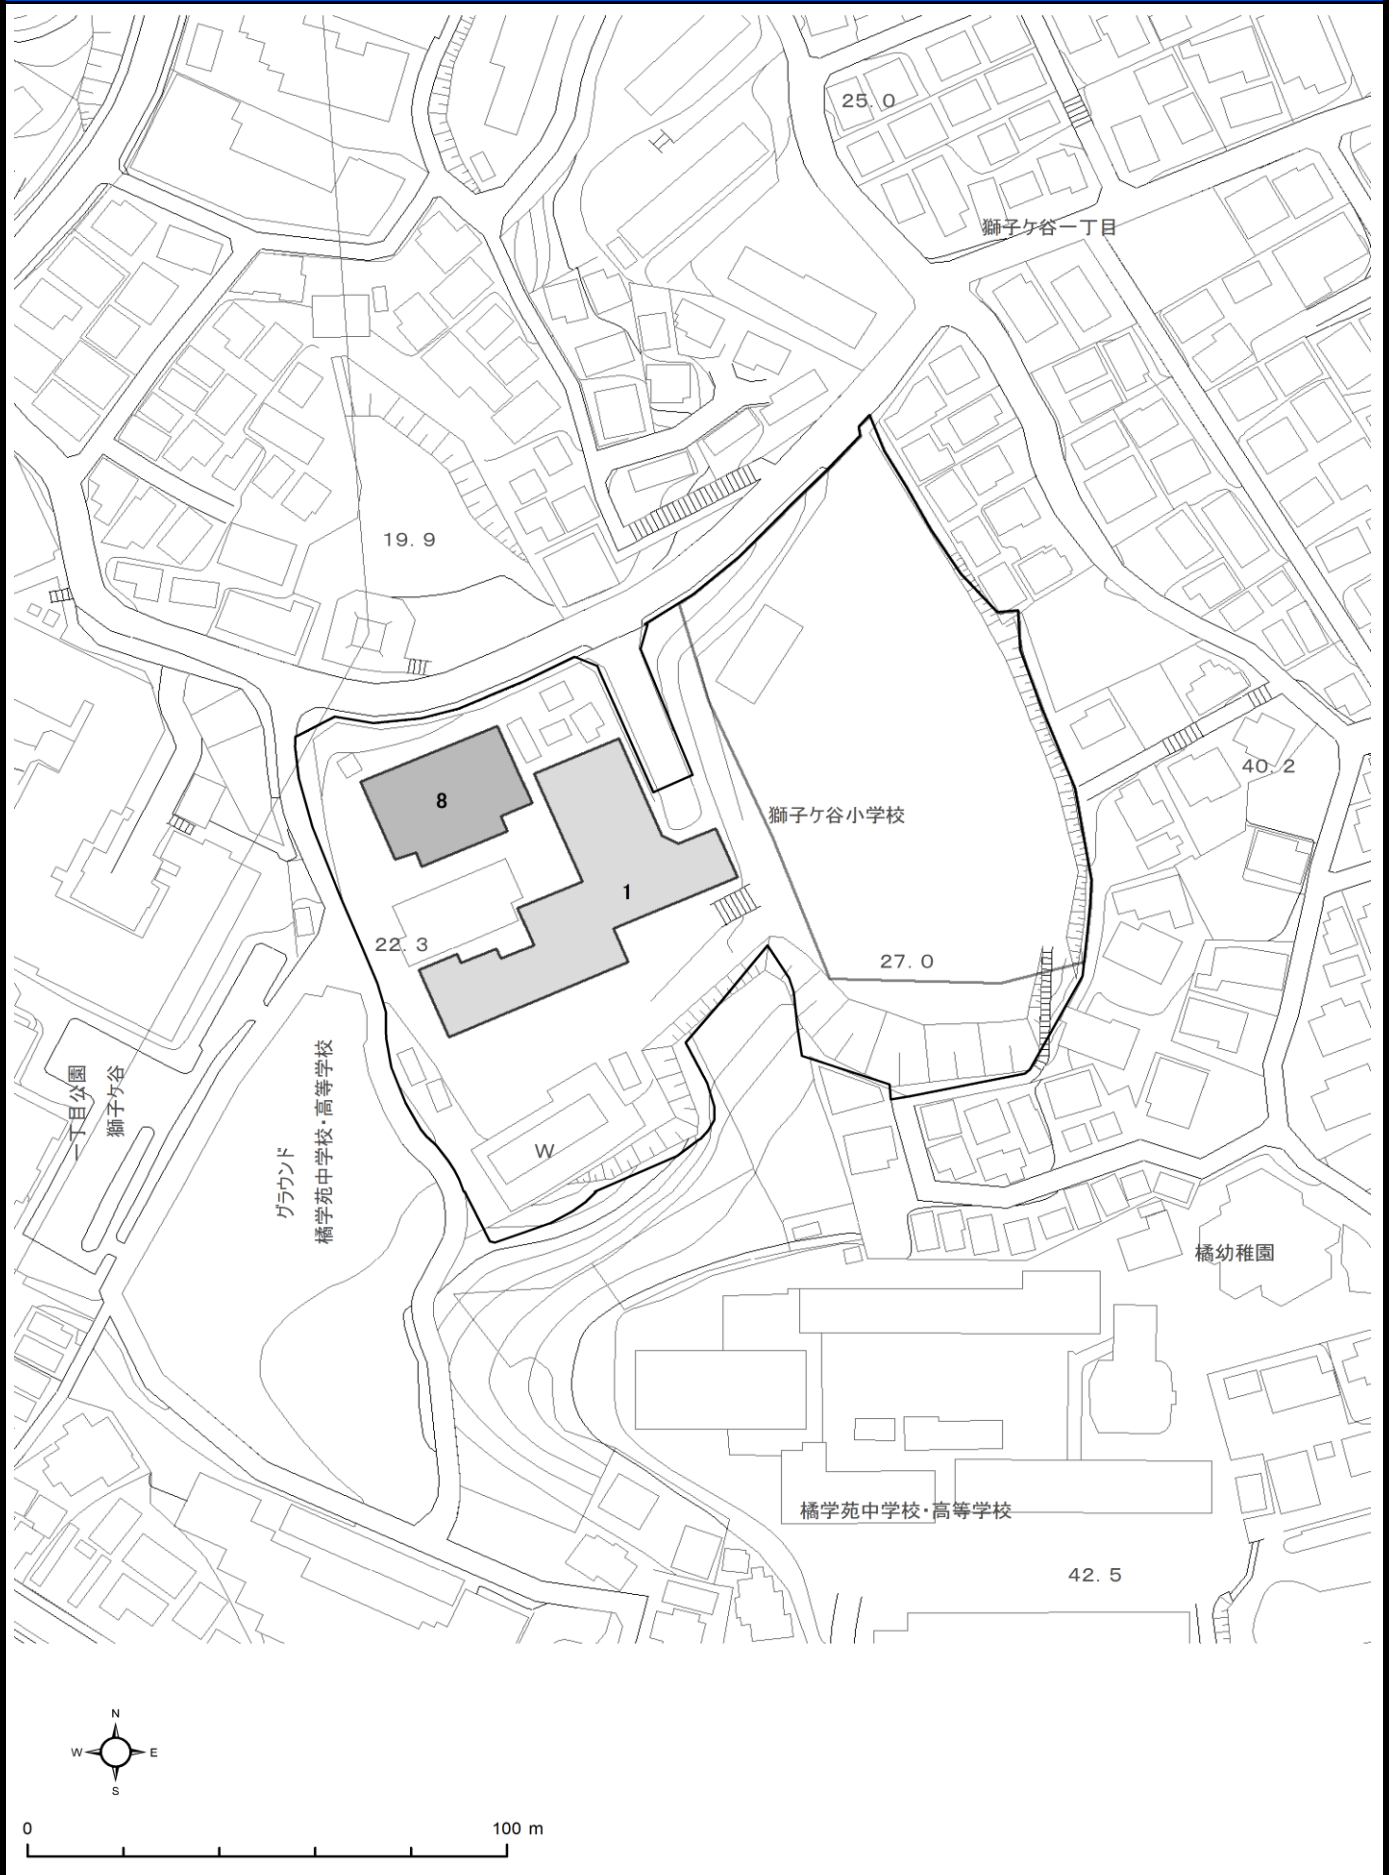 25.0
獅子ケ谷一丁目
19.9
40.2
8
獅子ケ谷小学校
1
22.3
27.0
獅子ケ谷
一丁目公園
橘学苑中学校・高等学校
グラウンド
W
橘幼稚園
橘学苑中学校・高等学校
42.5
N
W E
S
0 100 m